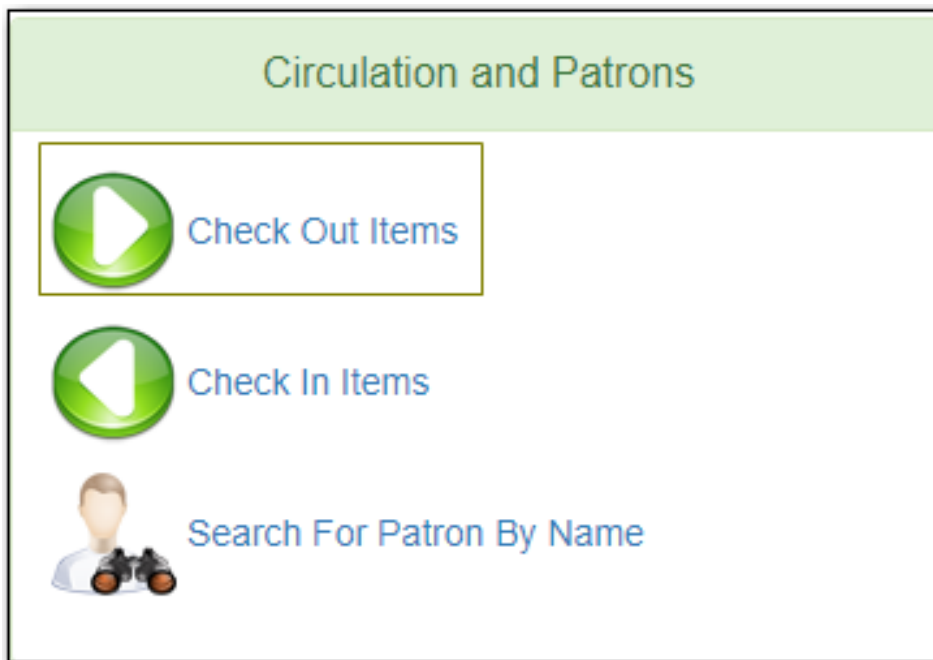 Circulation and Patrons
Check Out Items
Check In Items
Search For Patron By Name